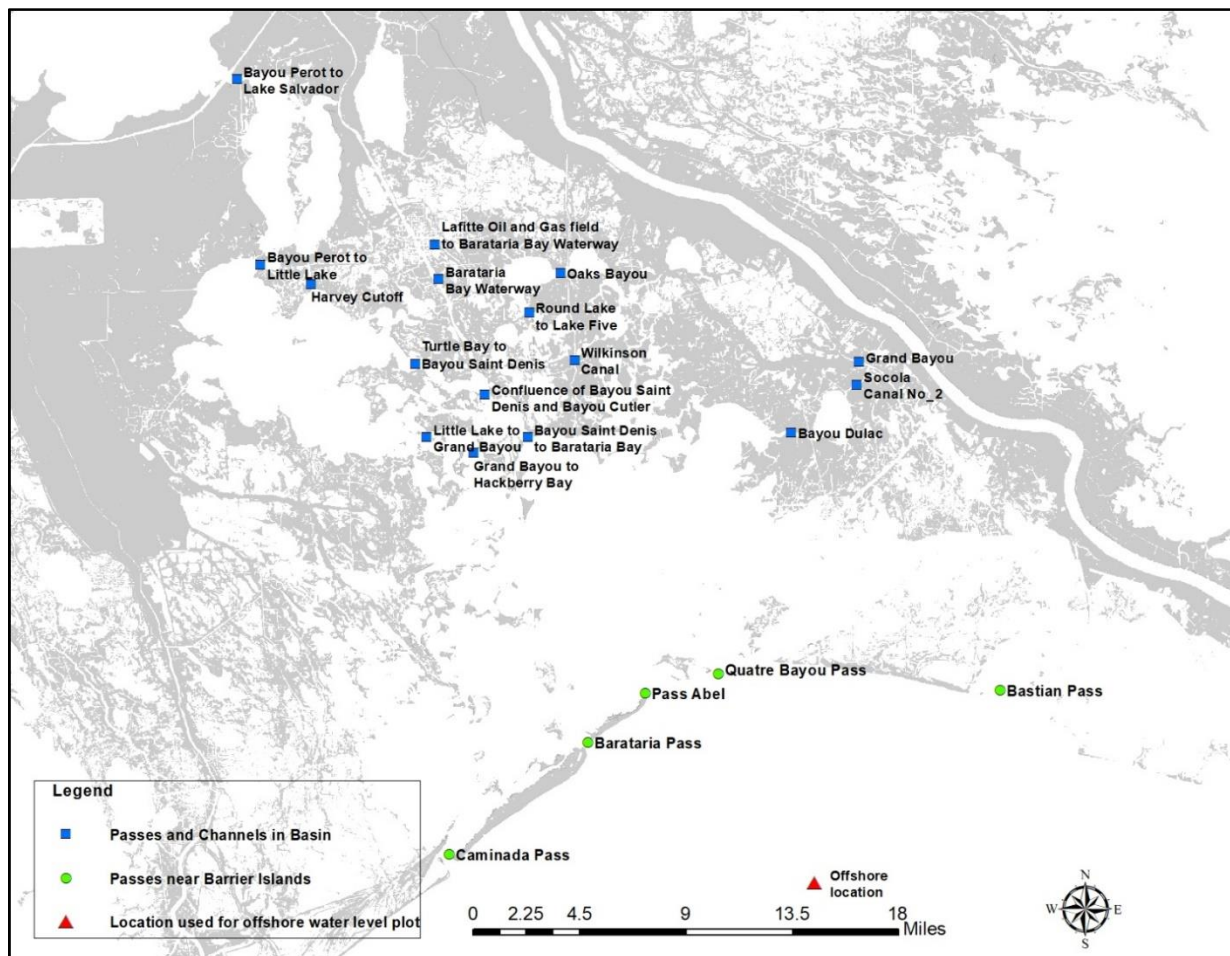 Bayou Perot to
Lake Salvador
Lafitte Oil and Gas field
to Barataria Bay Waterway
Bayou Perot to
Little Lake
Harvey Cutoff
Barataria
Bay Waterway
Oaks Bayou
Round Lake
to Lake Five
Turtle Bay to
Bayou Saint Denis
Wilkinson
Canal
Grand Bayou
Socola
Canal No_2
Confluence of Bayou Saint
Denis and Bayou Cutler
Little Lake to
Grand Bayou
Bayou Saint Denis
to Barataria Bay
Bayou Dulac
Grand Bayou to
Hackberry Bay
Quatre Bayou Pass
Pass Abel
Bastian Pass
Barataria Pass
Caminada Pass
Legend
Passes and Channels in Basin
Passes near Barrier Islands
Location used for offshore water level plot
Offshore
location
0 2.25 4.5 9 13.5 18
Miles
N
W E
S